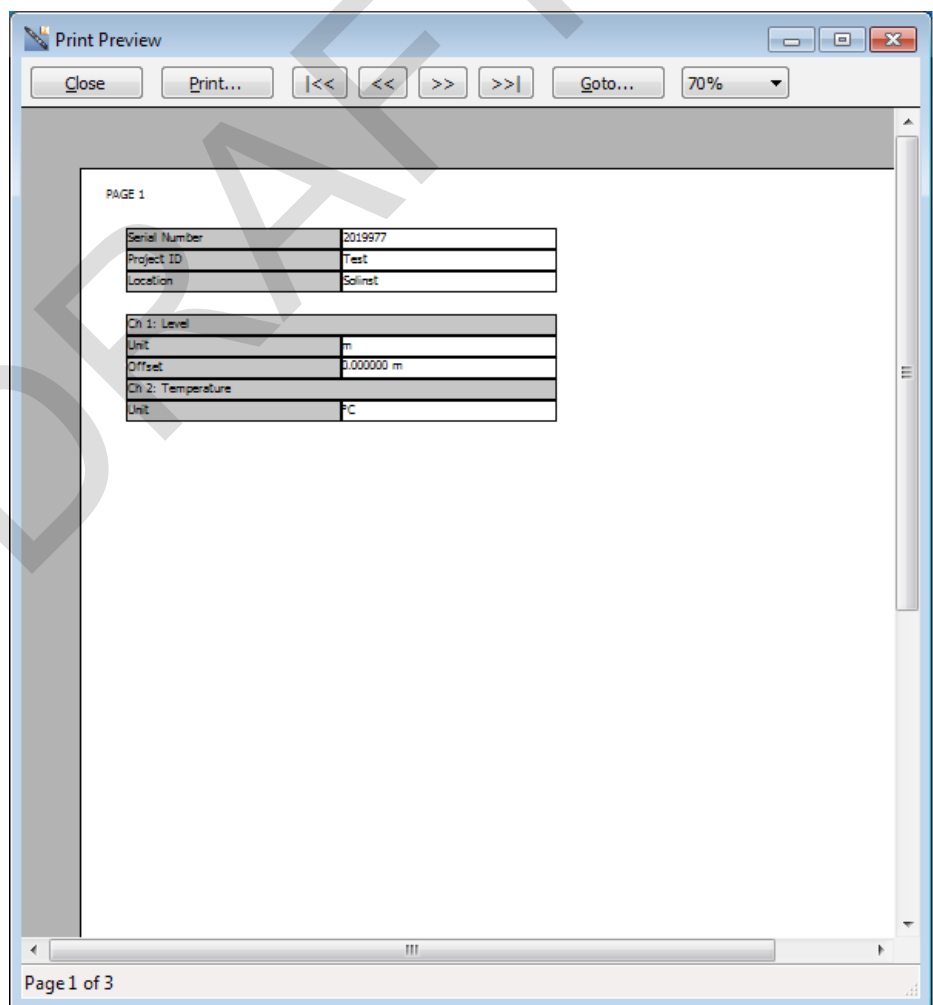 Print Preview
Close Print... |<< << >> >>| Goto... 70%
PAGE 1
Serial Number 2019977
Project ID Test
Location Solinst
Ch 1: Level
Unit m
Offset 0.000000 m
Ch 2: Temperature
Unit °C
Page 1 of 3
DRAFT